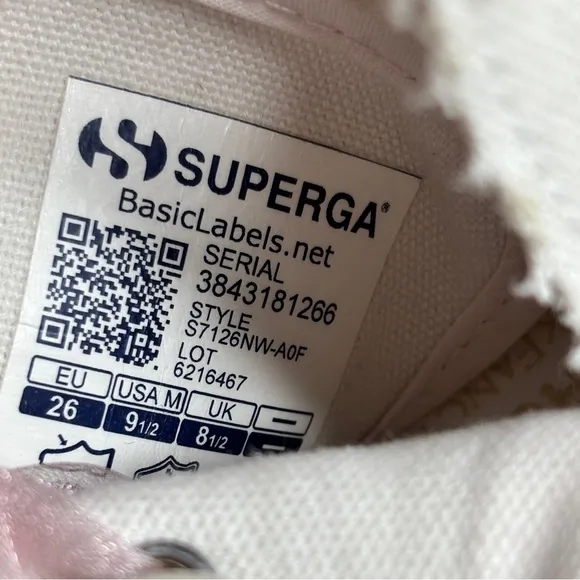 SUPERGA®
BasicLabels.net
SERIAL
3843181266
STYLE
S7126NW-A0F
LOT
6216467
EU USA M UK
26 9 1/2 8 1/2